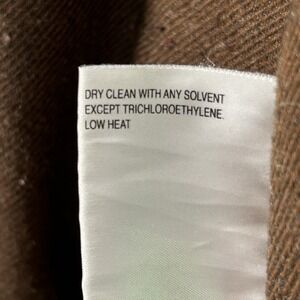 DRY CLEAN WITH ANY SOLVENT
EXCEPT TRICHLOROETHYLENE.
LOW HEAT